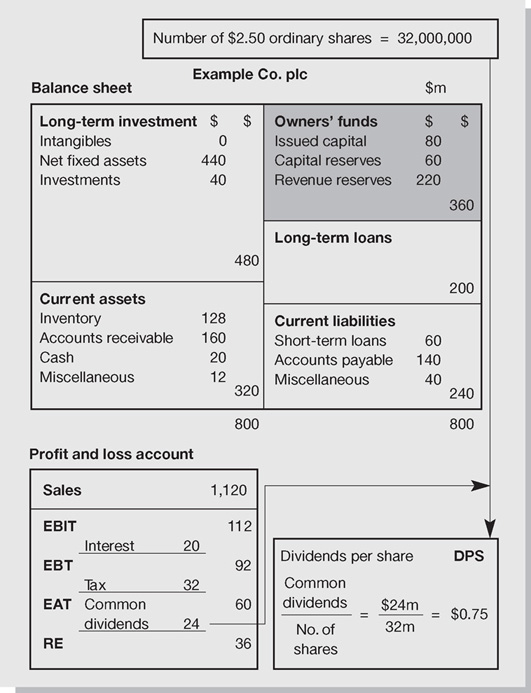 Number of $2.50 ordinary shares = 32,000,000
Example Co. plc
Balance sheet $m
Long-term investment $ $
Intangibles 0
Net fixed assets 440
Investments 40
480
Owners' funds $ $
Issued capital 80
Capital reserves 60
Revenue reserves 220
360
Long-term loans
200
Current assets
Inventory 128
Accounts receivable 160
Cash 20
Miscellaneous 12
320
Current liabilities
Short-term loans 60
Accounts payable 140
Miscellaneous 40
240
800 800
Profit and loss account
Sales 1,120
EBIT 112
Interest 20
EBT 92
Tax 32
EAT Common 60
dividends 24
RE 36
Dividends per share DPS
Common
dividends
No. of
shares
= $24m
32m
= $0.75